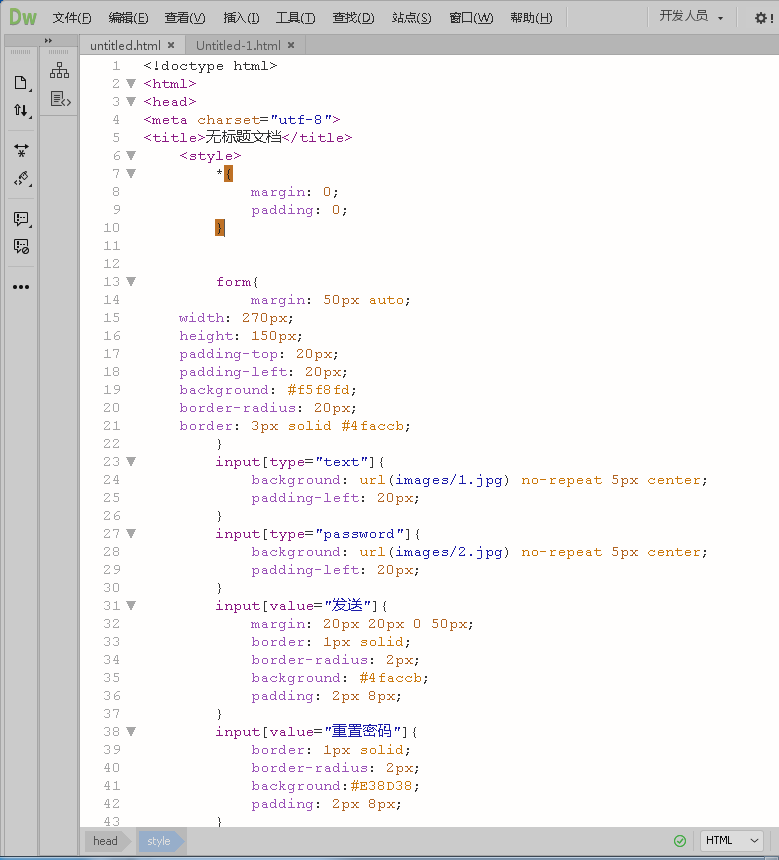 Dw 文件(F) 编辑(E) 查看(V) 插入(I) 工具(T) 查找(D) 站点(S) 窗口(W) 帮助(H) 开发人员
untitled.html × Untitled-1.html ×
1 <!doctype html>
2 <html>
3 <head>
4 <meta charset="utf-8">
5 <title>无标题文档</title>
6 <style>
7 *{
8 margin: 0;
9 padding: 0;
10 }
11
12
13 form{
14 margin: 50px auto;
15 width: 270px;
16 height: 150px;
17 padding-top: 20px;
18 padding-left: 20px;
19 background: #f5f8fd;
20 border-radius: 20px;
21 border: 3px solid #4faccb;
22 }
23 input[type="text"]{
24 background: url(images/1.jpg) no-repeat 5px center;
25 padding-left: 20px;
26 }
27 input[type="password"]{
28 background: url(images/2.jpg) no-repeat 5px center;
29 padding-left: 20px;
30 }
31 input[value="发送"]{
32 margin: 20px 20px 0 50px;
33 border: 1px solid;
34 border-radius: 2px;
35 background: #4faccb;
36 padding: 2px 8px;
37 }
38 input[value="重置密码"]{
39 border: 1px solid;
40 border-radius: 2px;
41 background:#E38D38;
42 padding: 2px 8px;
43 }
head style HTML